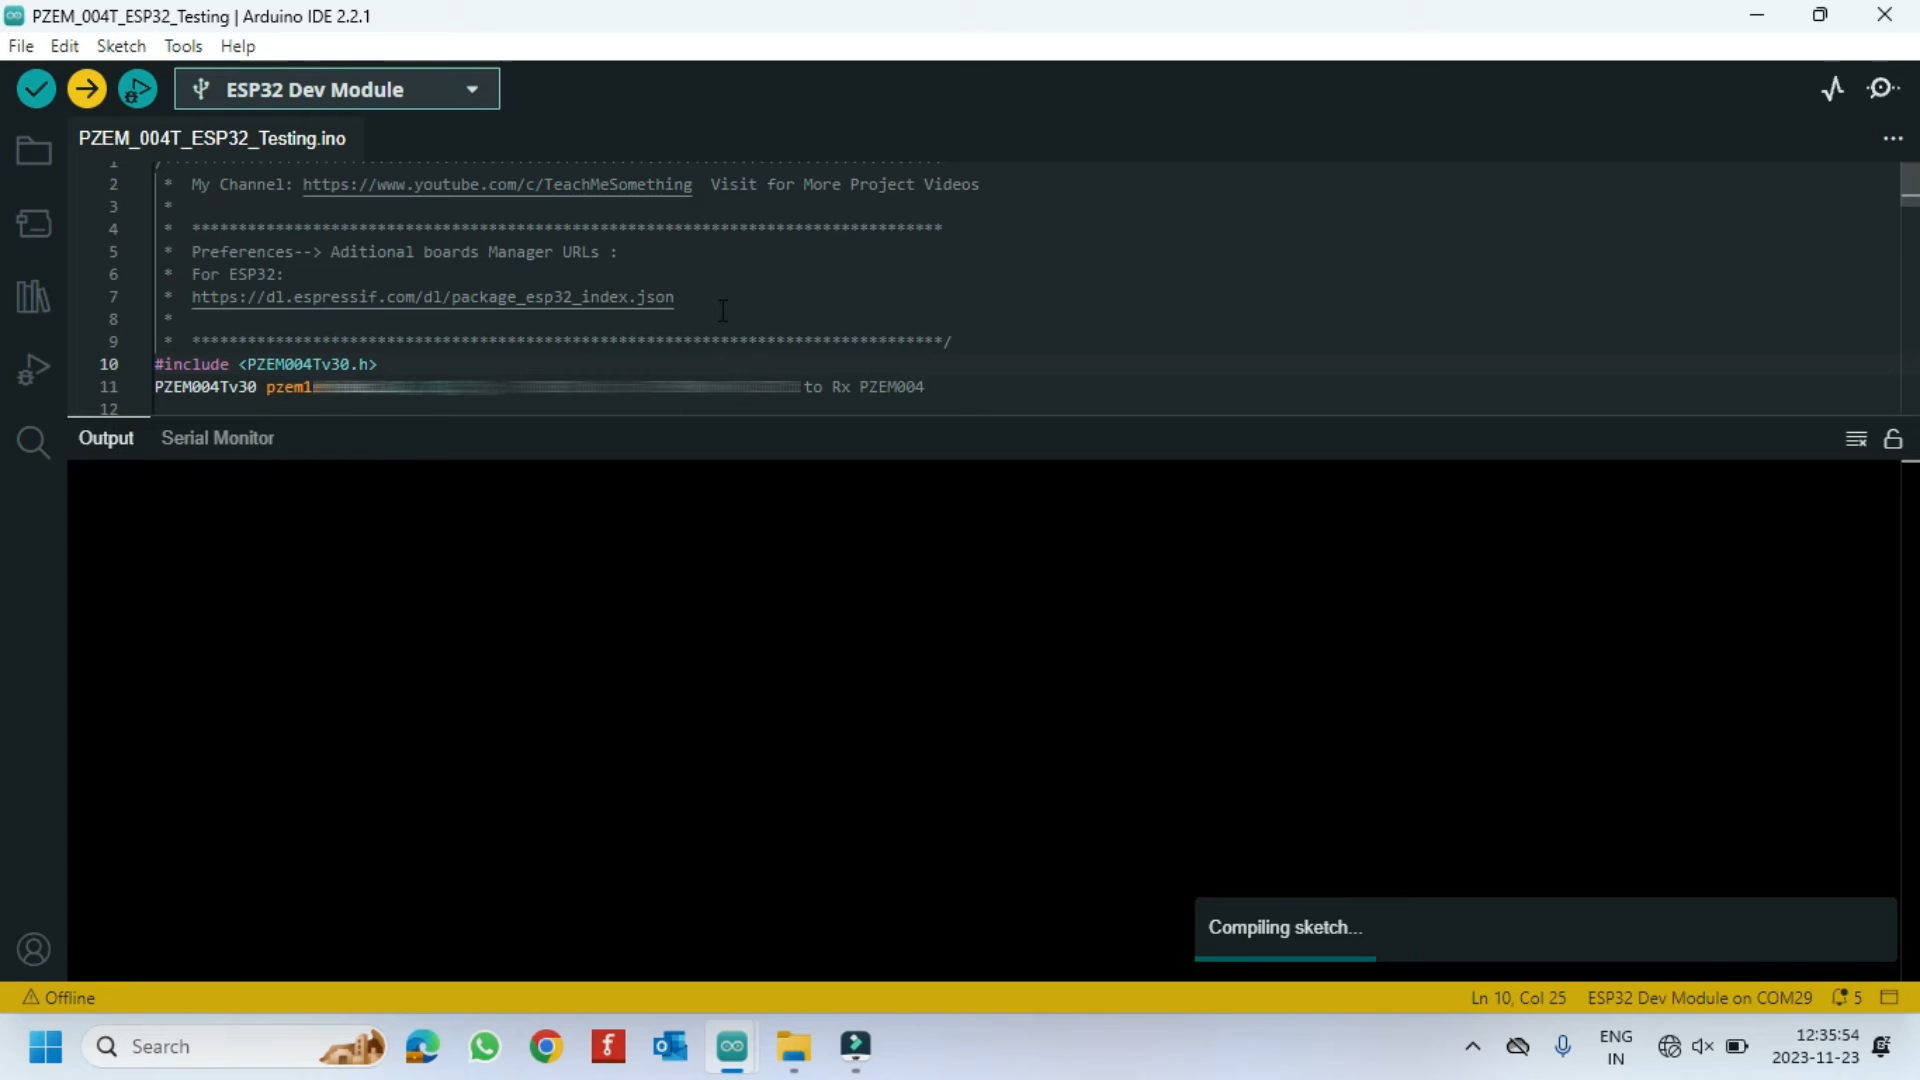 PZEM_004T_ESP32_Testing | Arduino IDE 2.2.1
File Edit Sketch Tools Help
ESP32 Dev Module
PZEM_004T_ESP32_Testing.ino
1
2 * My Channel: https://www.youtube.com/c/TeachMeSomething Visit for More Project Videos
3 *
4 * *********************************************************************************
5 * Preferences--> Aditional boards Manager URLs :
6 * For ESP32:
7 * https://dl.espressif.com/dl/package_esp32_index.json
8 *
9 * *********************************************************************************/
10 #include <PZEM004Tv30.h>
11 PZEM004Tv30 pzem1 to Rx PZEM004
12
Output Serial Monitor
Compiling sketch...
Offline Ln 10, Col 25 ESP32 Dev Module on COM29 5
Search
ENG
IN
12:35:54
2023-11-23